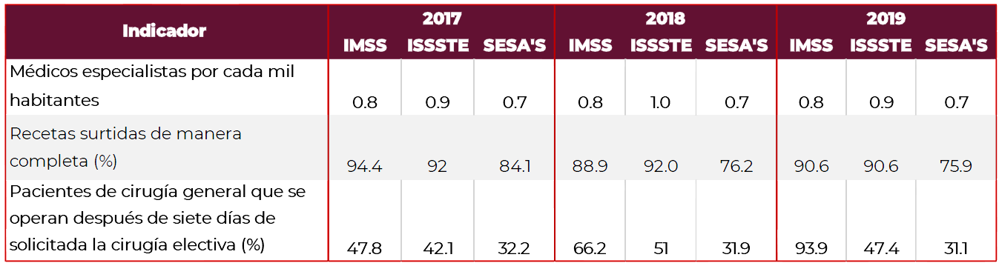 Indicador 2017 2018 2019
IMSS ISSSTE SESA'S IMSS ISSSTE SESA'S IMSS ISSSTE SESA'S
Médicos especialistas por cada mil
habitantes 0.8 0.9 0.7 0.8 1.0 0.7 0.8 0.9 0.7
Recetas surtidas de manera
completa (%) 94.4 92 84.1 88.9 92.0 76.2 90.6 90.6 75.9
Pacientes de cirugía general que se
operan después de siete días de
solicitada la cirugía electiva (%) 47.8 42.1 32.2 66.2 51 31.9 93.9 47.4 31.1